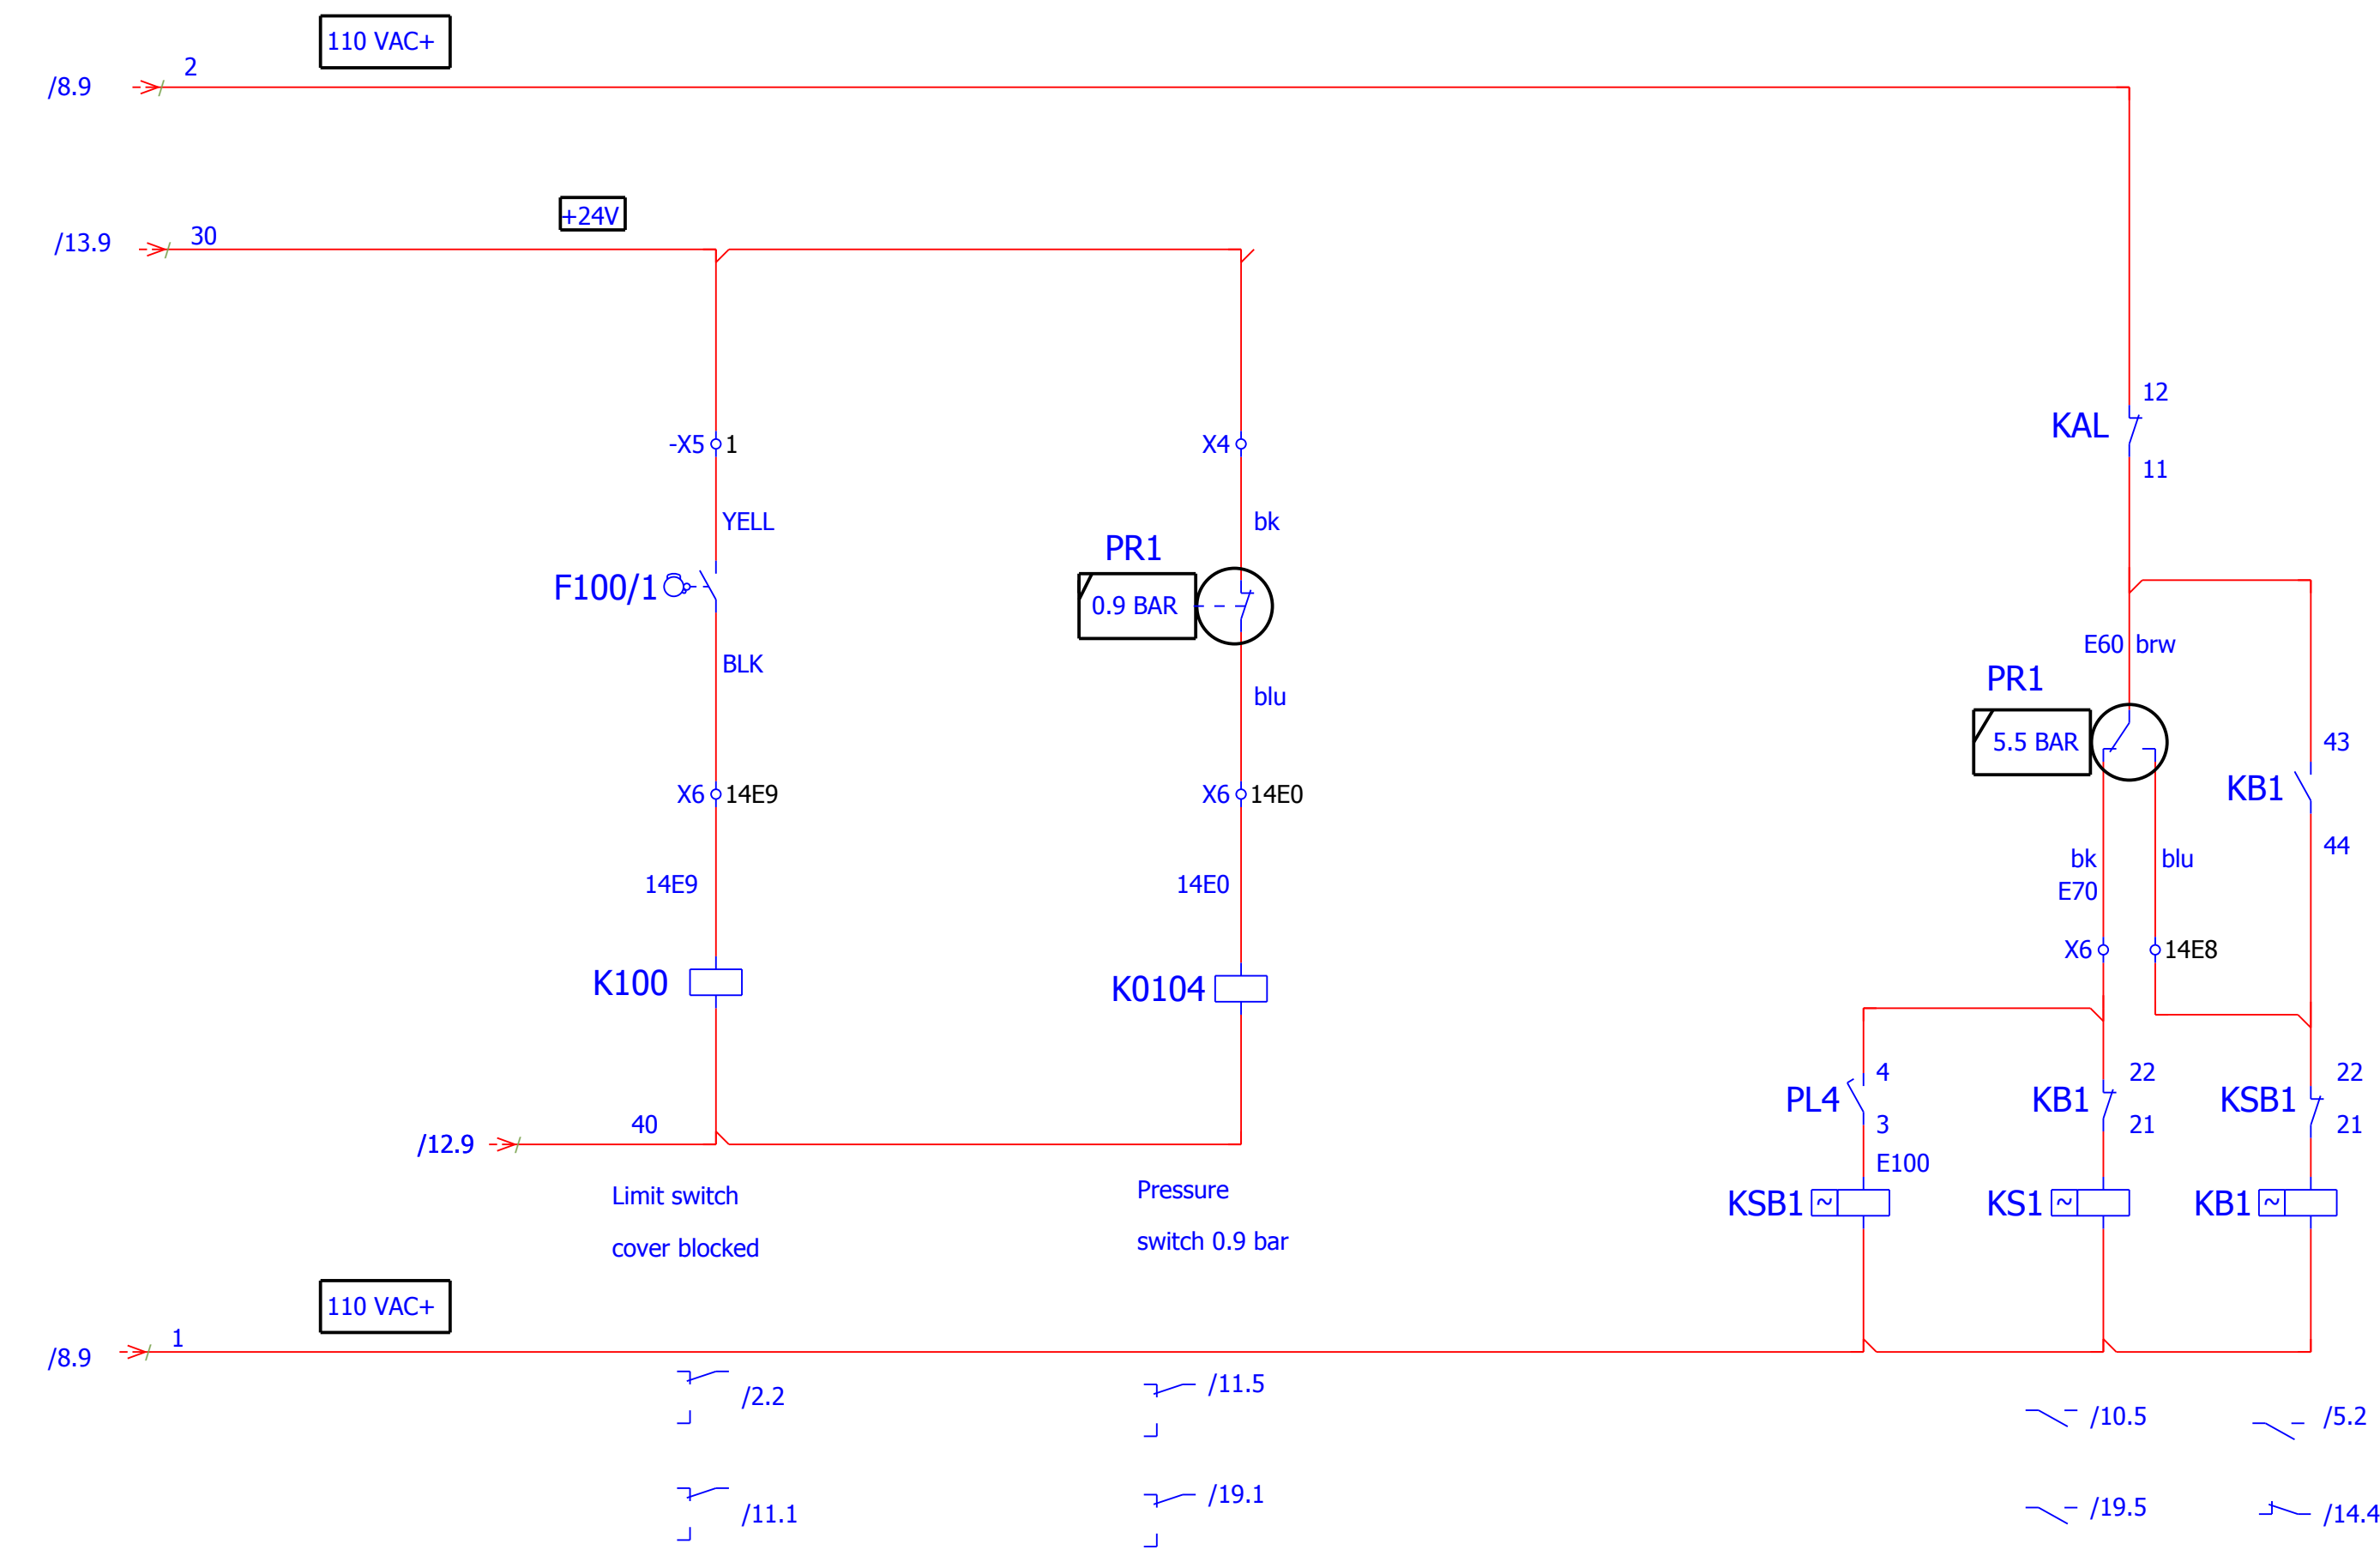 110 VAC+
/8.9
2
/13.9
30
+24V
12
KAL
11
-X5
1
X4
YELL
bk
PR1
F100/1
0.9 BAR
BLK
blu
E60
brw
PR1
5.5 BAR
43
KB1
44
X6
14E9
X6
14E0
bk
blu
E70
14E9
14E0
X6
14E8
K100
K0104
4
22
22
PL4
KB1
KSB1
3
21
21
/12.9
40
E100
KSB1
~
KS1
~
KB1
~
Limit switch
cover blocked
Pressure
switch 0.9 bar
110 VAC+
/8.9
1
/2.2
/11.5
/10.5
/5.2
/11.1
/19.1
/19.5
/14.4